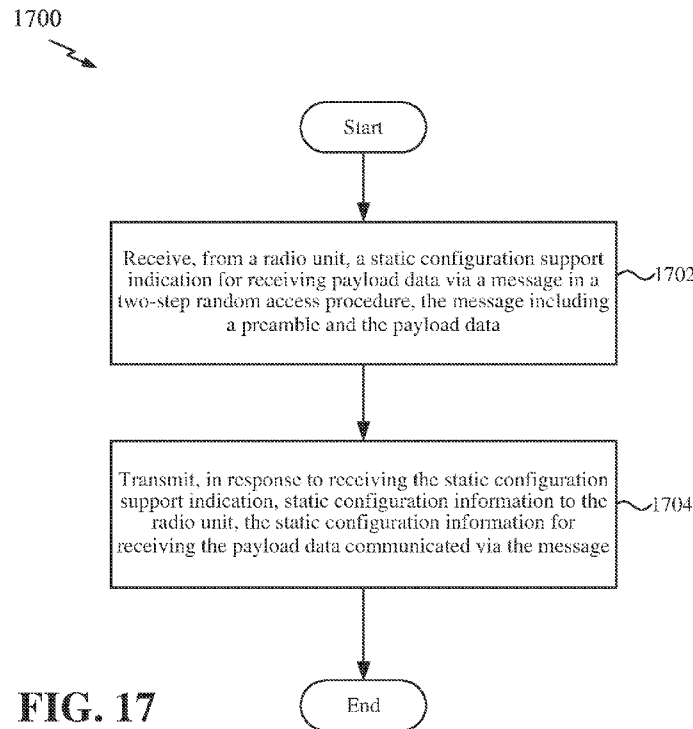 1700
Start
Receive, from a radio unit, a static configuration support
indication for receiving payload data via a message in a
two-step random access procedure, the message including
a preamble and the payload data
1702
Transmit, in response to receiving the static configuration
support indication, static configuration information to the
radio unit, the static configuration information for
receiving the payload data communicated via the message
1704
End
FIG. 17